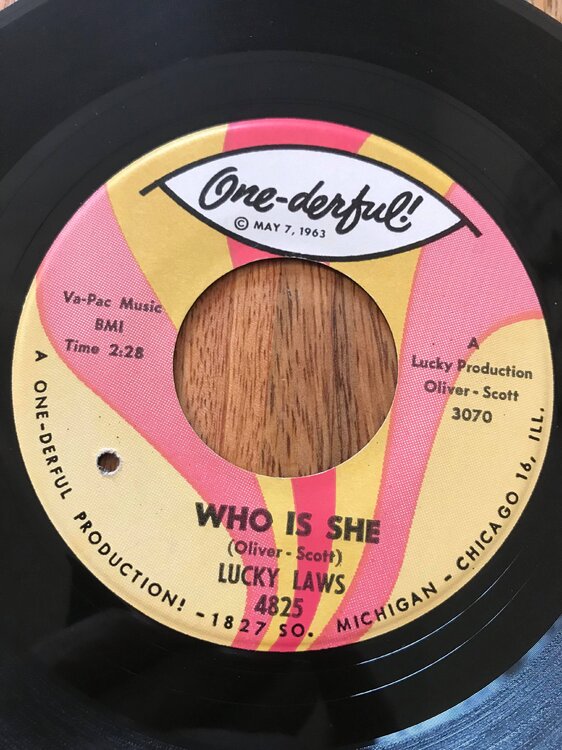 One-derful!
© MAY 7, 1963
Va-Pac Music
BMI
Time 2:28
A
Lucky Production
Oliver - Scott
3070
WHO IS SHE
(Oliver - Scott)
LUCKY LAWS
4825
A ONE-DERFUL PRODUCTION! - 1827 SO. MICHIGAN - CHICAGO 16, ILL.